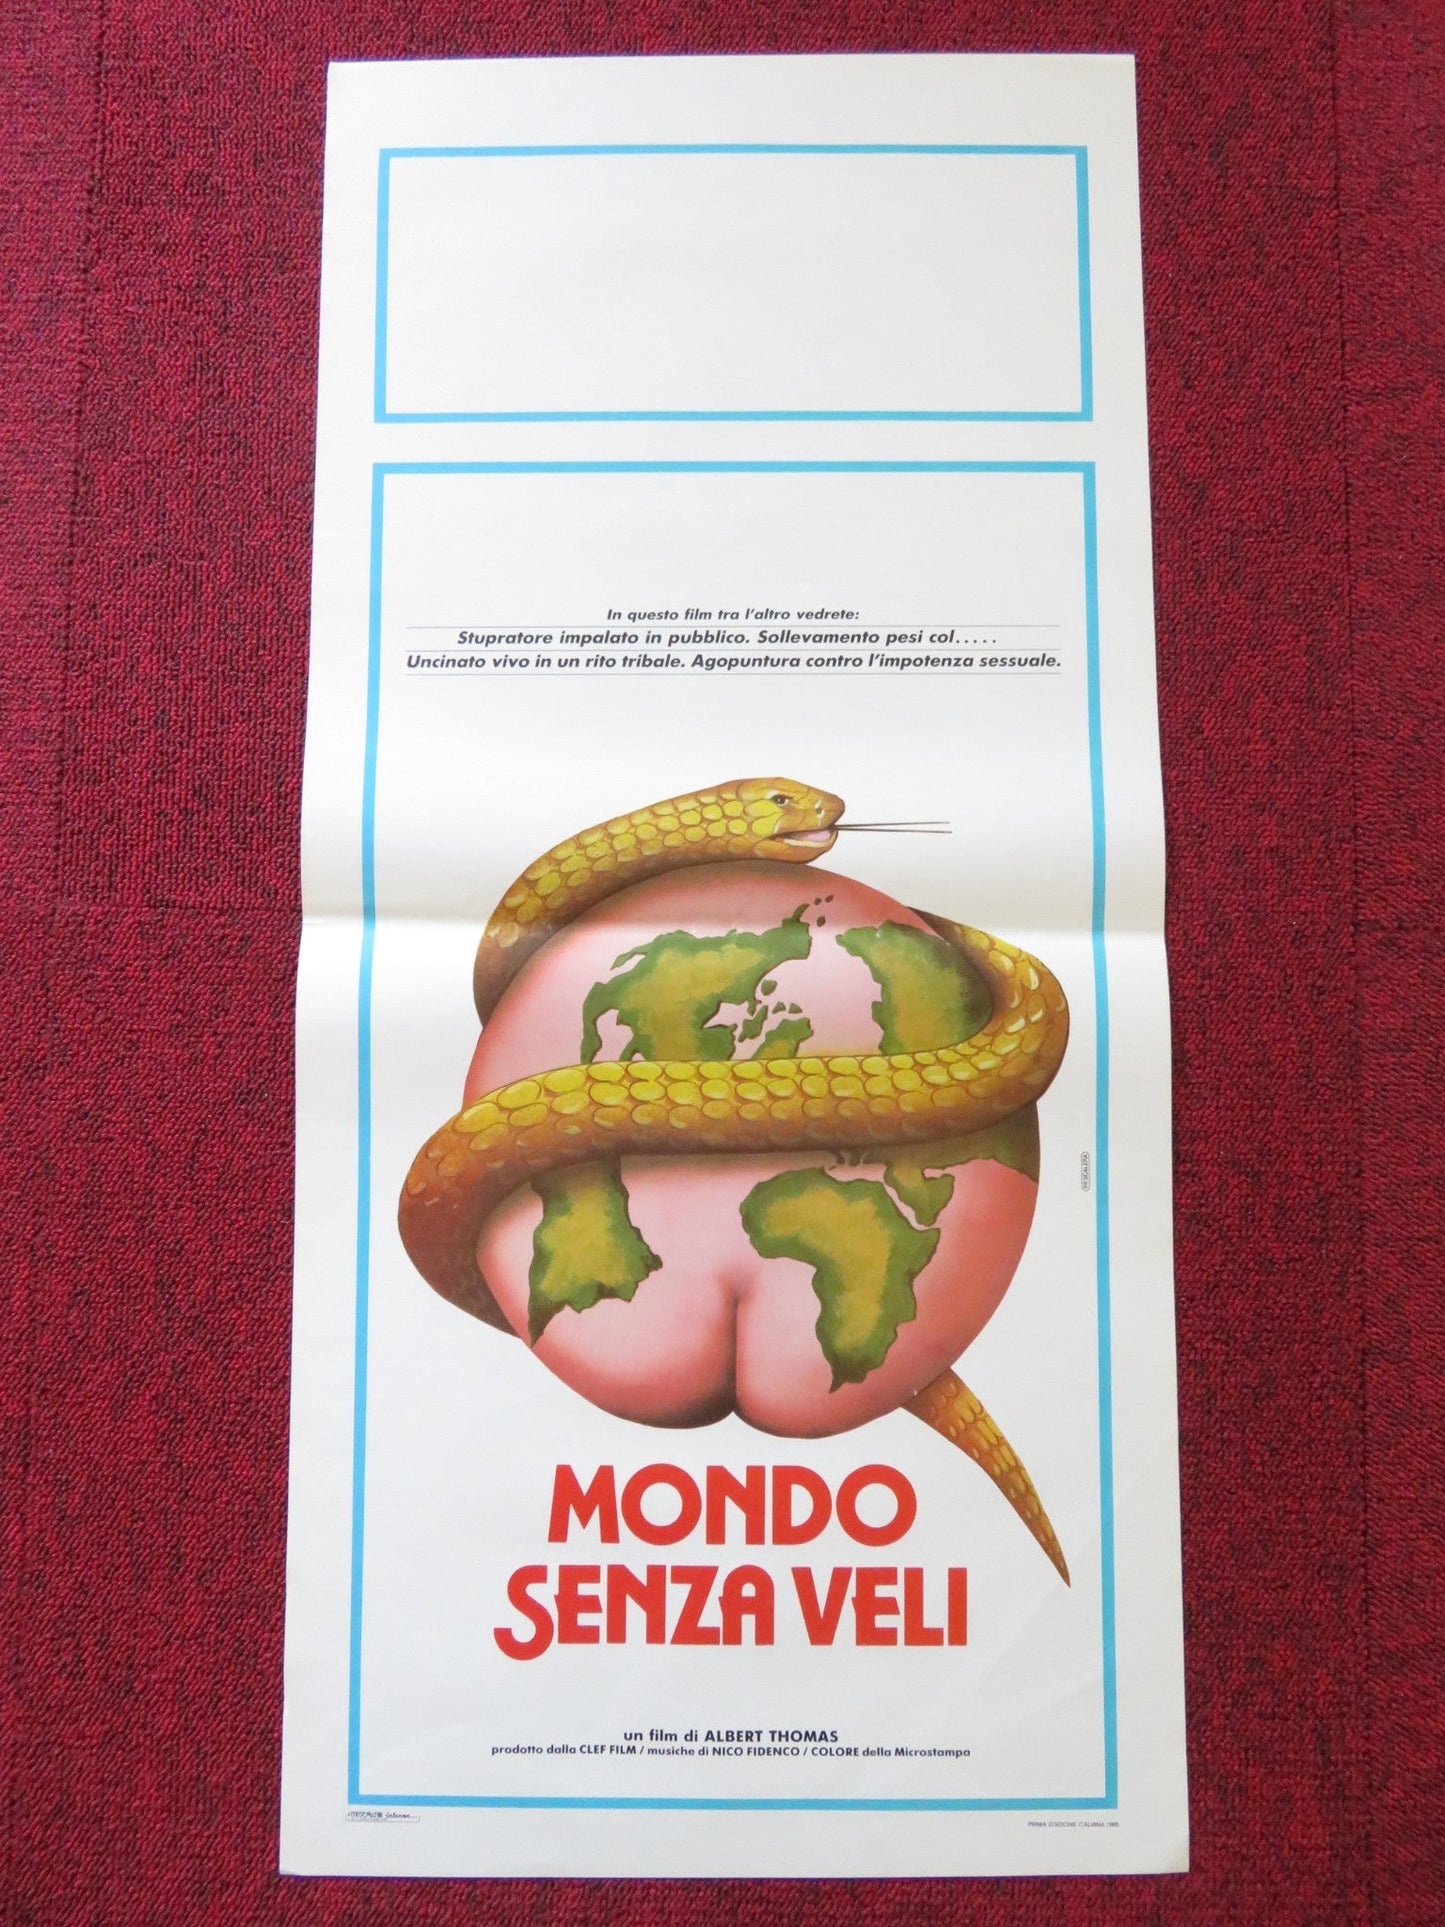 In questo film tra l'altro vedrete:
Stupratore impalato in pubblico. Sollevamento pesi col.....
Uncinato vivo in un rito tribale. Agopuntura contro l'impotenza sessuale.
SCALERA
MONDO
SENZA VELI
un film di ALBERT THOMAS
prodotto dalla CLEF FILM / musiche di NICO FIDENCO / COLORE della Microstampa
PRIMA EDIZIONE ITALIANA 1985